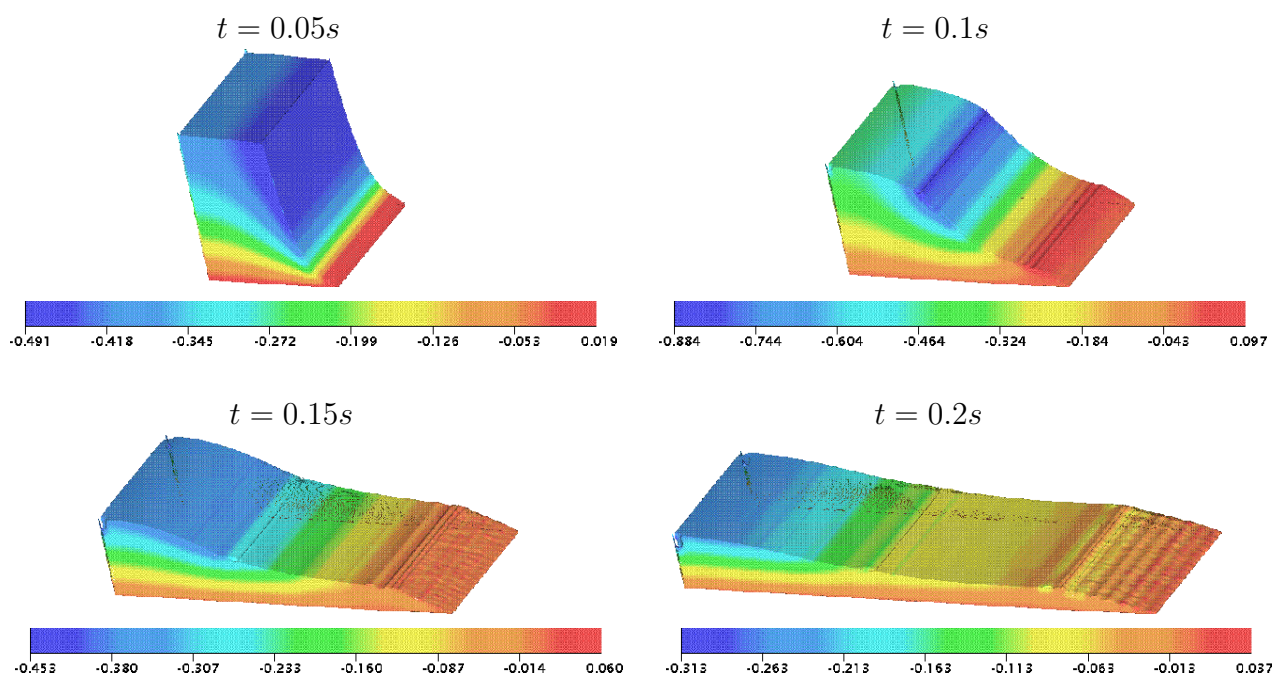 t = 0.05s
t = 0.1s
-0.491 -0.418 -0.345 -0.272 -0.199 -0.126 -0.053 0.019
-0.884 -0.744 -0.604 -0.464 -0.324 -0.184 -0.043 0.097
t = 0.15s
t = 0.2s
-0.453 -0.380 -0.307 -0.233 -0.160 -0.087 -0.014 0.060
-0.313 -0.263 -0.213 -0.163 -0.113 -0.063 -0.013 0.037